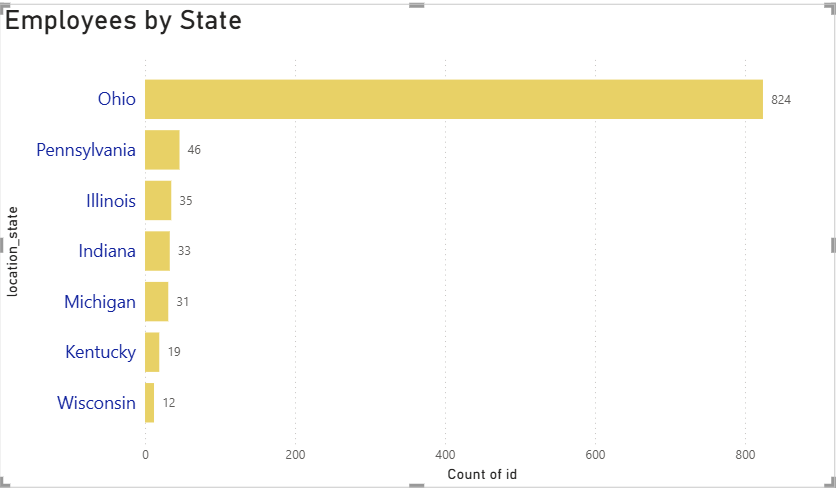 Employees by State
location_state
Ohio 824
Pennsylvania 46
Illinois 35
Indiana 33
Michigan 31
Kentucky 19
Wisconsin 12
0 200 400 600 800
Count of id